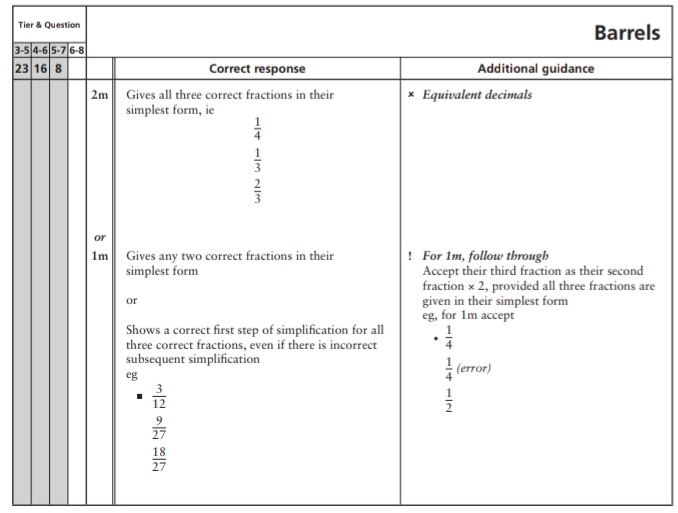 Tier & Question
Barrels
3-5 4-6 5-7 6-8
23 16 8
Correct response
Additional guidance
2m
Gives all three correct fractions in their
simplest form, ie
1/4
1/3
2/3
× Equivalent decimals
or
1m
Gives any two correct fractions in their
simplest form
or
Shows a correct first step of simplification for all
three correct fractions, even if there is incorrect
subsequent simplification
eg
■ 3/12
9/27
18/27
! For 1m, follow through
Accept their third fraction as their second
fraction × 2, provided all three fractions are
given in their simplest form
eg, for 1m accept
• 1/4
1/4 (error)
1/2